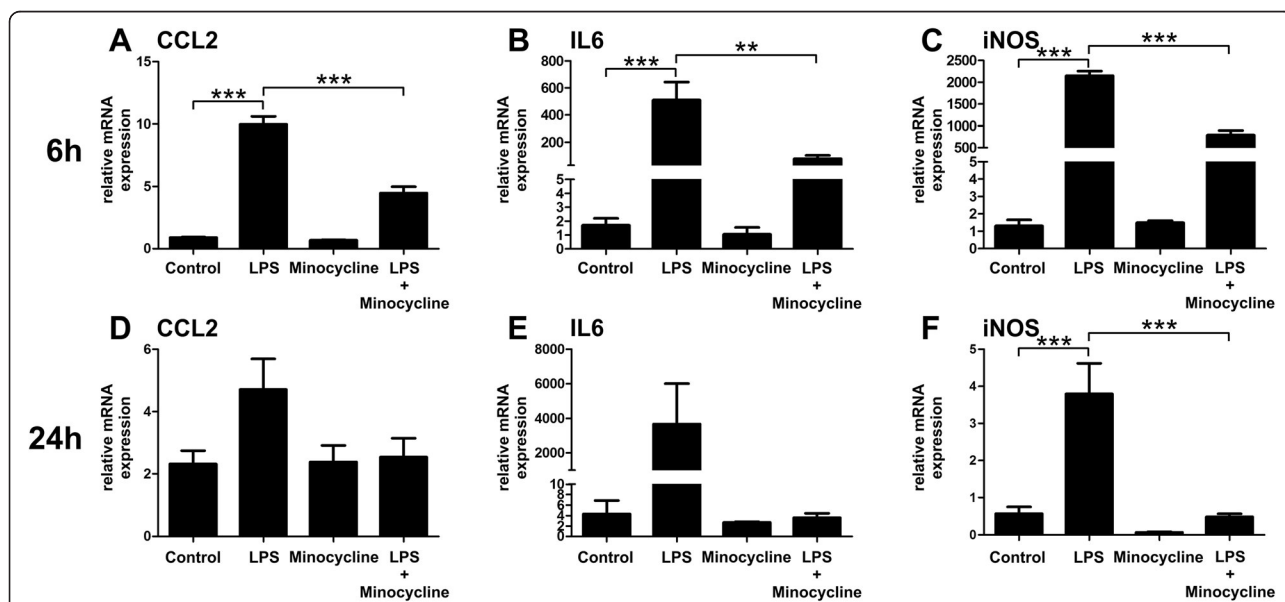 A CCL2
relative mRNA
expression
15
10
5
0
***
***
Control LPS Minocycline LPS
+
Minocycline
B IL6
relative mRNA
expression
800
600
400
200
5
4
3
2
1
0
***
**
Control LPS Minocycline LPS
+
Minocycline
C iNOS
relative mRNA
expression
2500
2000
1500
1000
500
5
4
3
2
1
0
***
***
Control LPS Minocycline LPS
+
Minocycline
6h
D CCL2
relative mRNA
expression
6
4
2
0
Control LPS Minocycline LPS
+
Minocycline
E IL6
relative mRNA
expression
8000
6000
4000
2000
10
8
6
4
2
0
Control LPS Minocycline LPS
+
Minocycline
F iNOS
relative mRNA
expression
5
4
3
2
1
0
***
***
Control LPS Minocycline LPS
+
Minocycline
24h